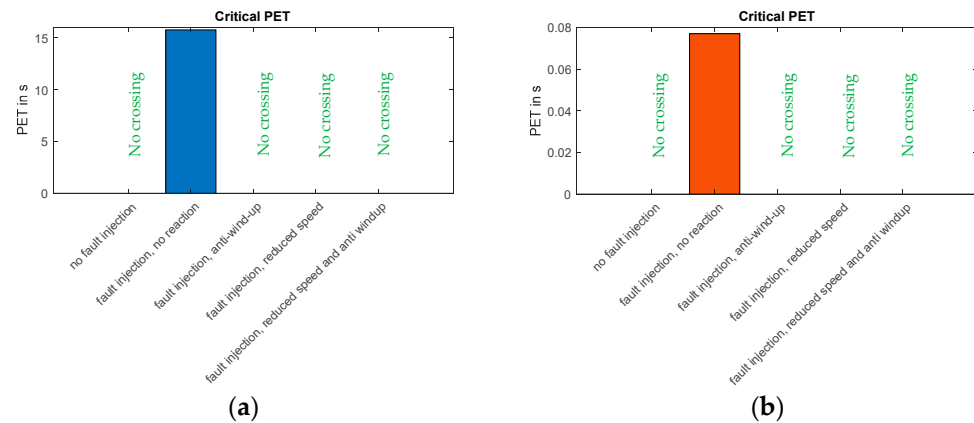 Critical PET
PET in s
15
10
5
0
No crossing
No crossing
No crossing
No crossing
no fault injection
fault injection, no reaction
fault injection, anti-wind-up
fault injection, reduced speed
fault injection, reduced speed and anti windup
(a)
Critical PET
PET in s
0.08
0.06
0.04
0.02
0
No crossing
No crossing
No crossing
No crossing
no fault injection
fault injection, no reaction
fault injection, anti-wind-up
fault injection, reduced speed
fault injection, reduced speed and anti windup
(b)